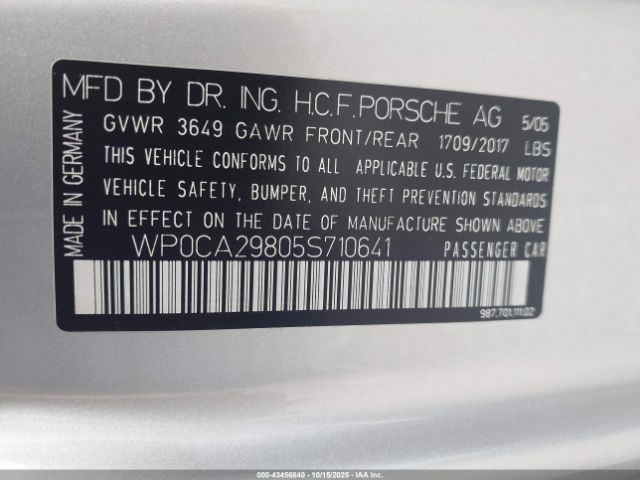 MFD BY DR. ING. H.C.F.PORSCHE AG 5/05
GVWR 3649 GAWR FRONT/REAR 1709/2017 LBS
THIS VEHICLE CONFORMS TO ALL APPLICABLE U.S. FEDERAL MOTOR
VEHICLE SAFETY, BUMPER, AND THEFT PREVENTION STANDARDS
IN EFFECT ON THE DATE OF MANUFACTURE SHOWN ABOVE
WP0CA29805S710641 PASSENGER CAR
MADE IN GERMANY
987.701.111.02
000-43456840 | 10/15/2025 | IAAI.COM